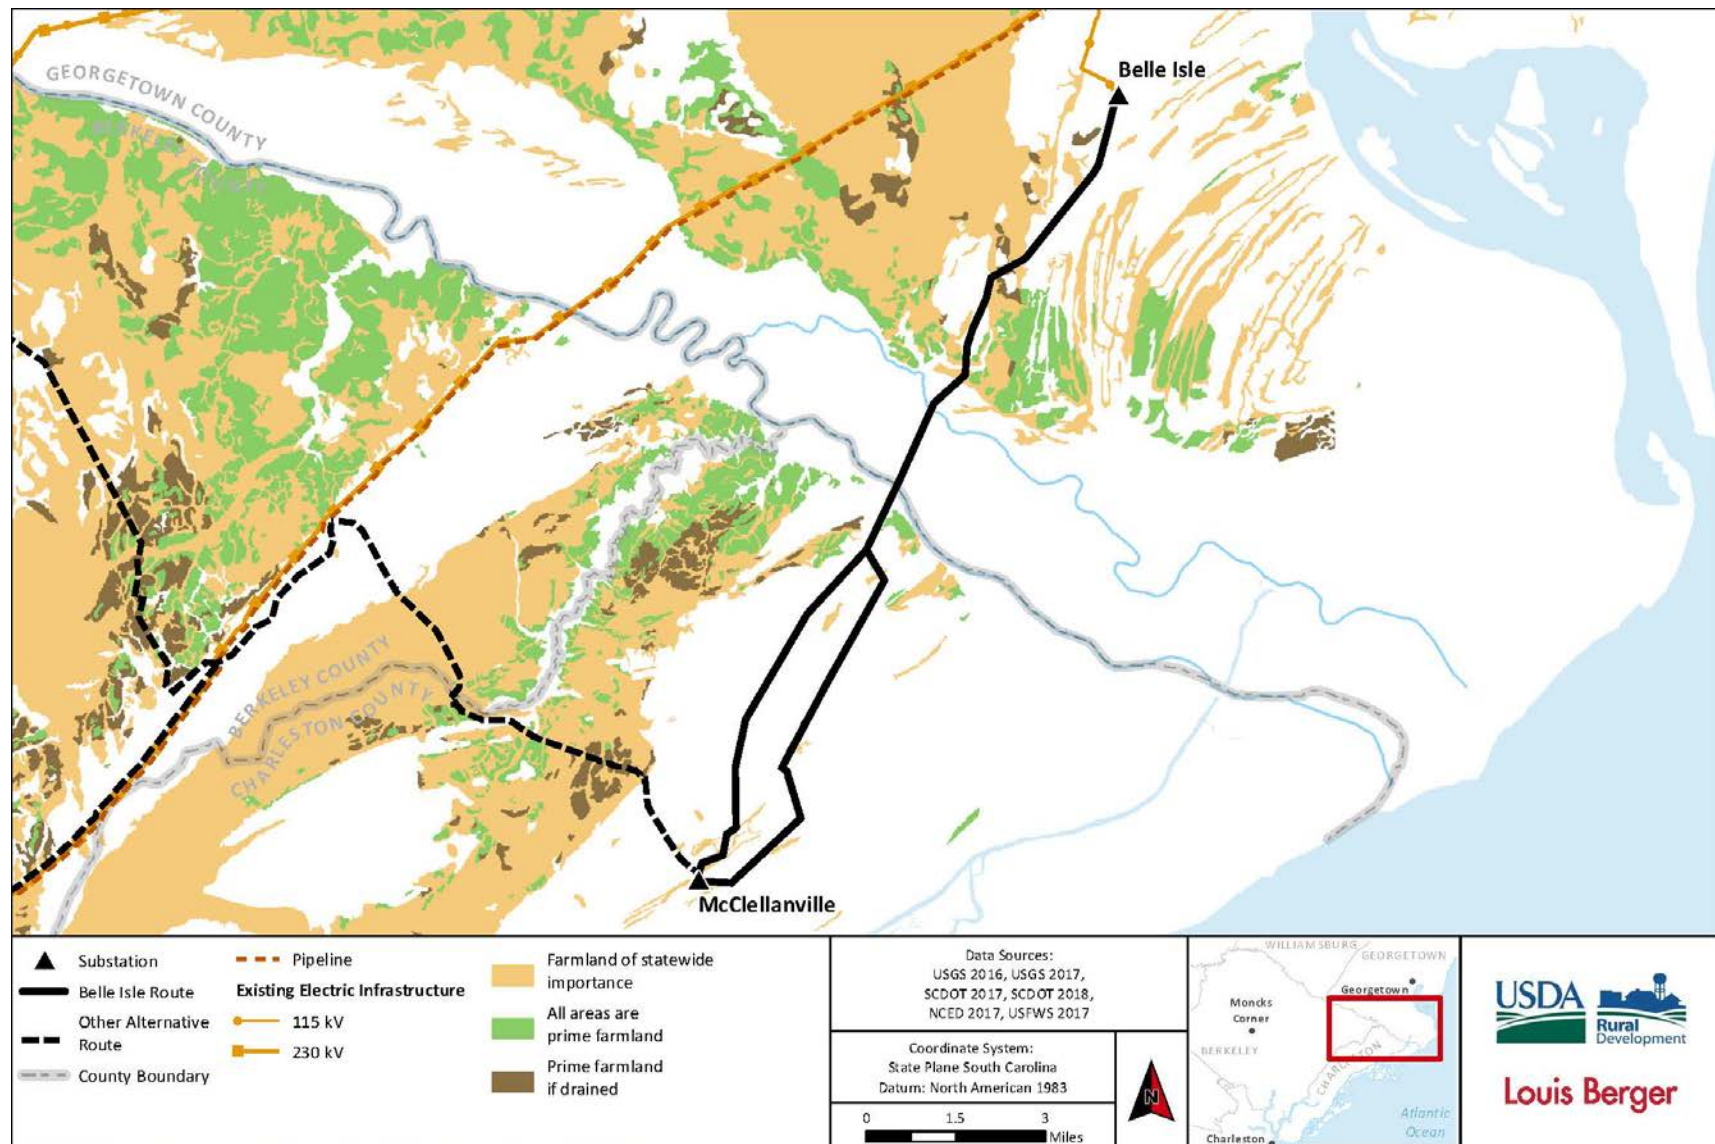 Belle Isle
GEORGETOWN COUNTY
BERKELEY COUNTY
BERKELEY COUNTY
CHARLESTON COUNTY
McClellanville
Substation
Belle Isle Route
Other Alternative
Route
County Boundary
Pipeline
Existing Electric Infrastructure
115 kV
230 kV
Farmland of statewide
importance
All areas are
prime farmland
Prime farmland
if drained
Data Sources:
USGS 2016, USGS 2017,
SCDOT 2017, SCDOT 2018,
NCED 2017, USFWS 2017
Coordinate System:
State Plane South Carolina
Datum: North American 1983
0 1.5 3
Miles
N
WILLIAMSBURG
GEORGETOWN
Georgetown
Moncks
Corner
BERKELEY
CHARLESTON
Atlantic
Ocean
Charleston
USDA
Rural
Development
Louis Berger